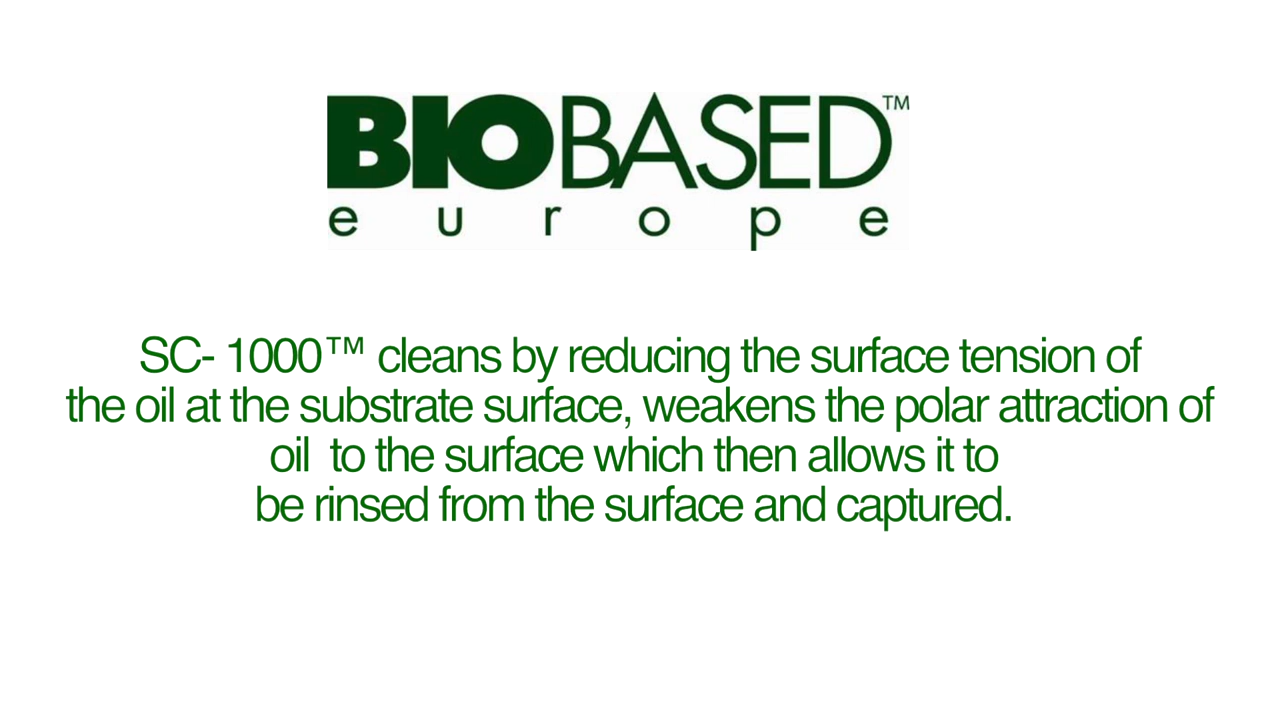 BIOBASED™
europe
SC- 1000™ cleans by reducing the surface tension of
the oil at the substrate surface, weakens the polar attraction of
oil  to the surface which then allows it to
be rinsed from the surface and captured.